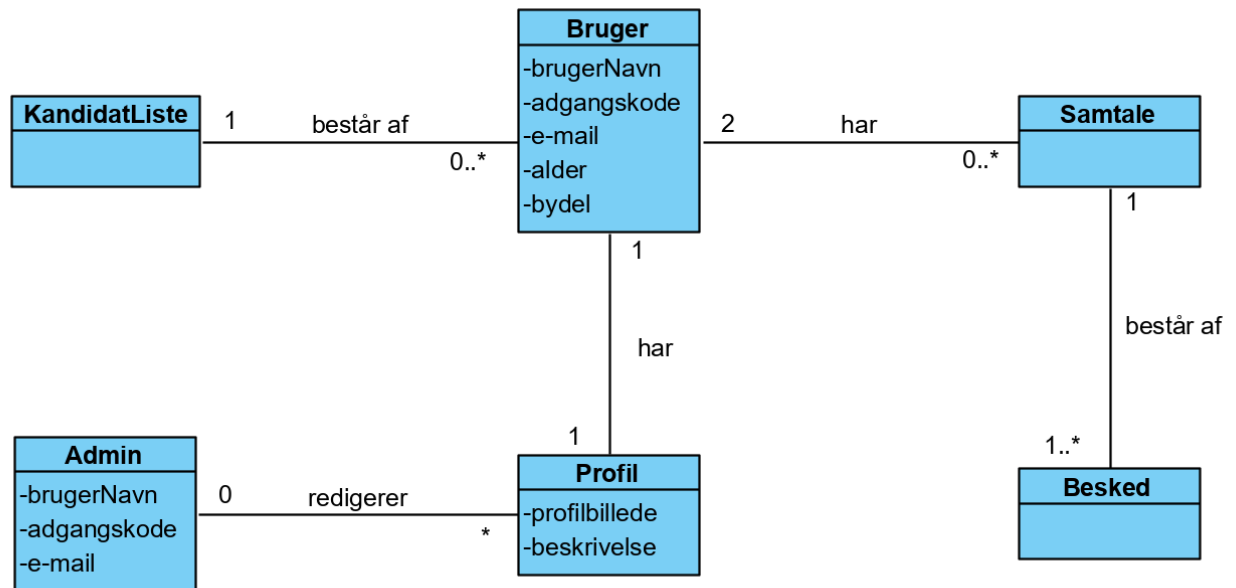 Bruger
-brugerNavn
-adgangskode
-e-mail
-alder
-bydel
KandidatListe
1
består af
0..*
2
har
0..*
Samtale
1
består af
1..*
Besked
1
har
1
Profil
-profilbillede
-beskrivelse
Admin
-brugerNavn
-adgangskode
-e-mail
0
redigerer
*